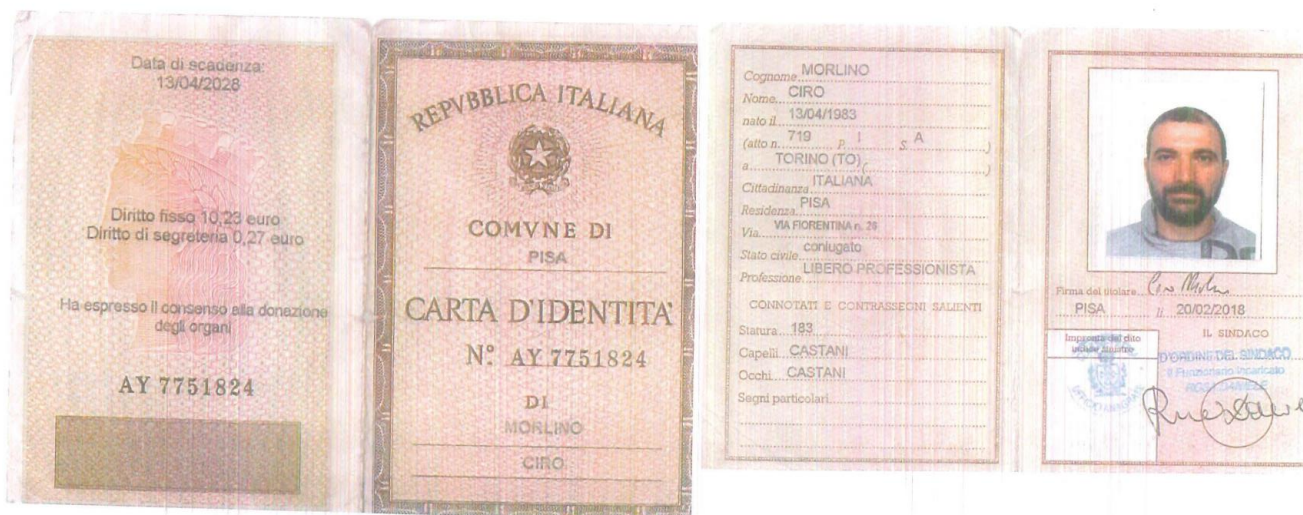 Data di scadenza:
13/04/2028
Diritto fisso 10,23 euro
Diritto di segreteria 0,27 euro
Ha espresso il consenso alla donazione
degli organi
AY 7751824
REPVBBLICA ITALIANA
COMVNE DI
PISA
CARTA D'IDENTITA'
Nº AY 7751824
DI
MORLINO
CIRO
Cognome MORLINO
Nome CIRO
nato il 13/04/1983
(atto n. 719 P. I S. A )
a TORINO (TO) ( )
Cittadinanza ITALIANA
Residenza PISA
Via VIA FIORENTINA n.
Stato civile coniugato
Professione LIBERO PROFESSIONISTA
CONNOTATI E CONTRASSEGNI SALIENTI
Statura 183
Capelli CASTANI
Occhi CASTANI
Segni particolari
Firma del titolare Ciro
PISA li 20/02/2018
Impronta del dito
indice sinistro
IL SINDACO
D'ORDINE DEL SINDACO
Il Funzionario Incaricato